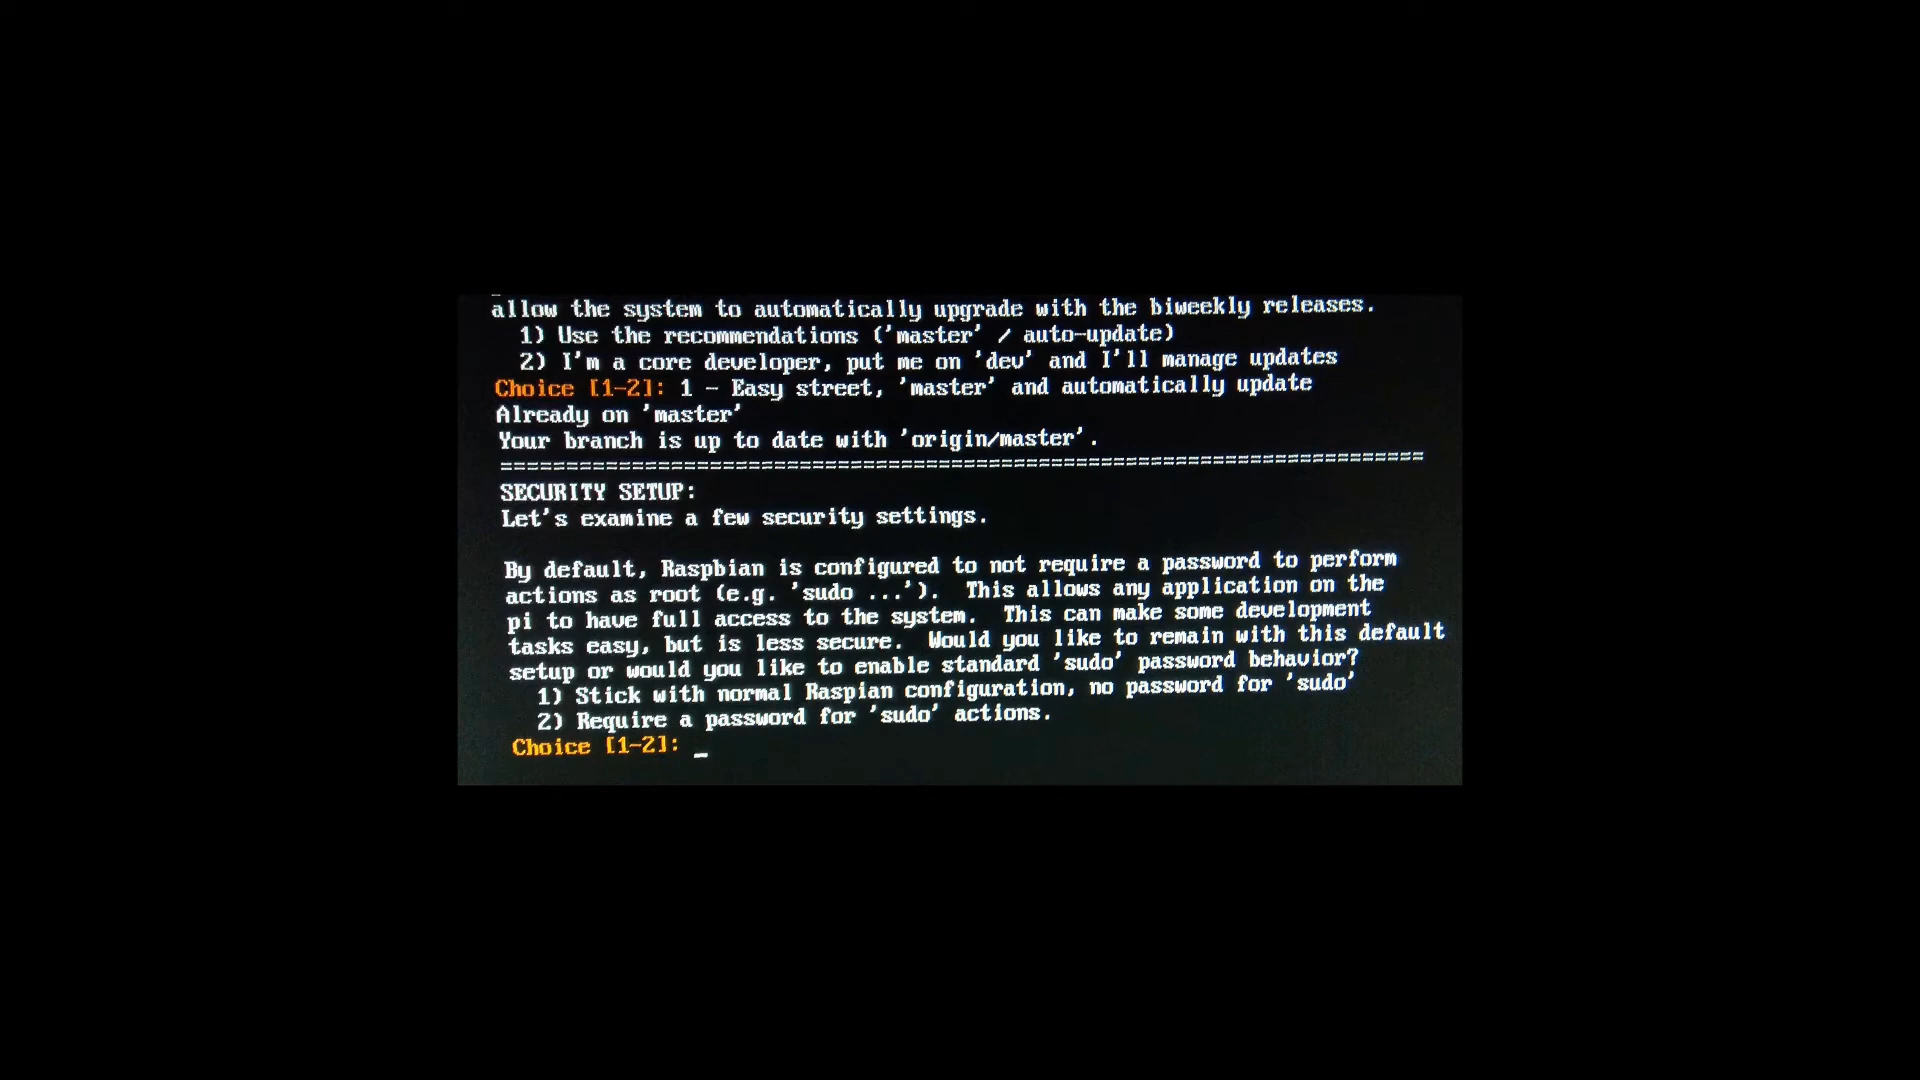 allow the system to automatically upgrade with the biweekly releases.
1) Use the recommendations ('master' / auto-update)
2) I'm a core developer, put me on 'dev' and I'll manage updates
Choice [1-2]: 1 - Easy street, 'master' and automatically update
Already on 'master'
Your branch is up to date with 'origin/master'.
======================================================================
SECURITY SETUP:
Let's examine a few security settings.
By default, Raspbian is configured to not require a password to perform
actions as root (e.g. 'sudo ...').  This allows any application on the
pi to have full access to the system.  This can make some development
tasks easy, but is less secure.  Would you like to remain with this default
setup or would you like to enable standard 'sudo' password behavior?
1) Stick with normal Raspian configuration, no password for 'sudo'
2) Require a password for 'sudo' actions.
Choice [1-2]: _